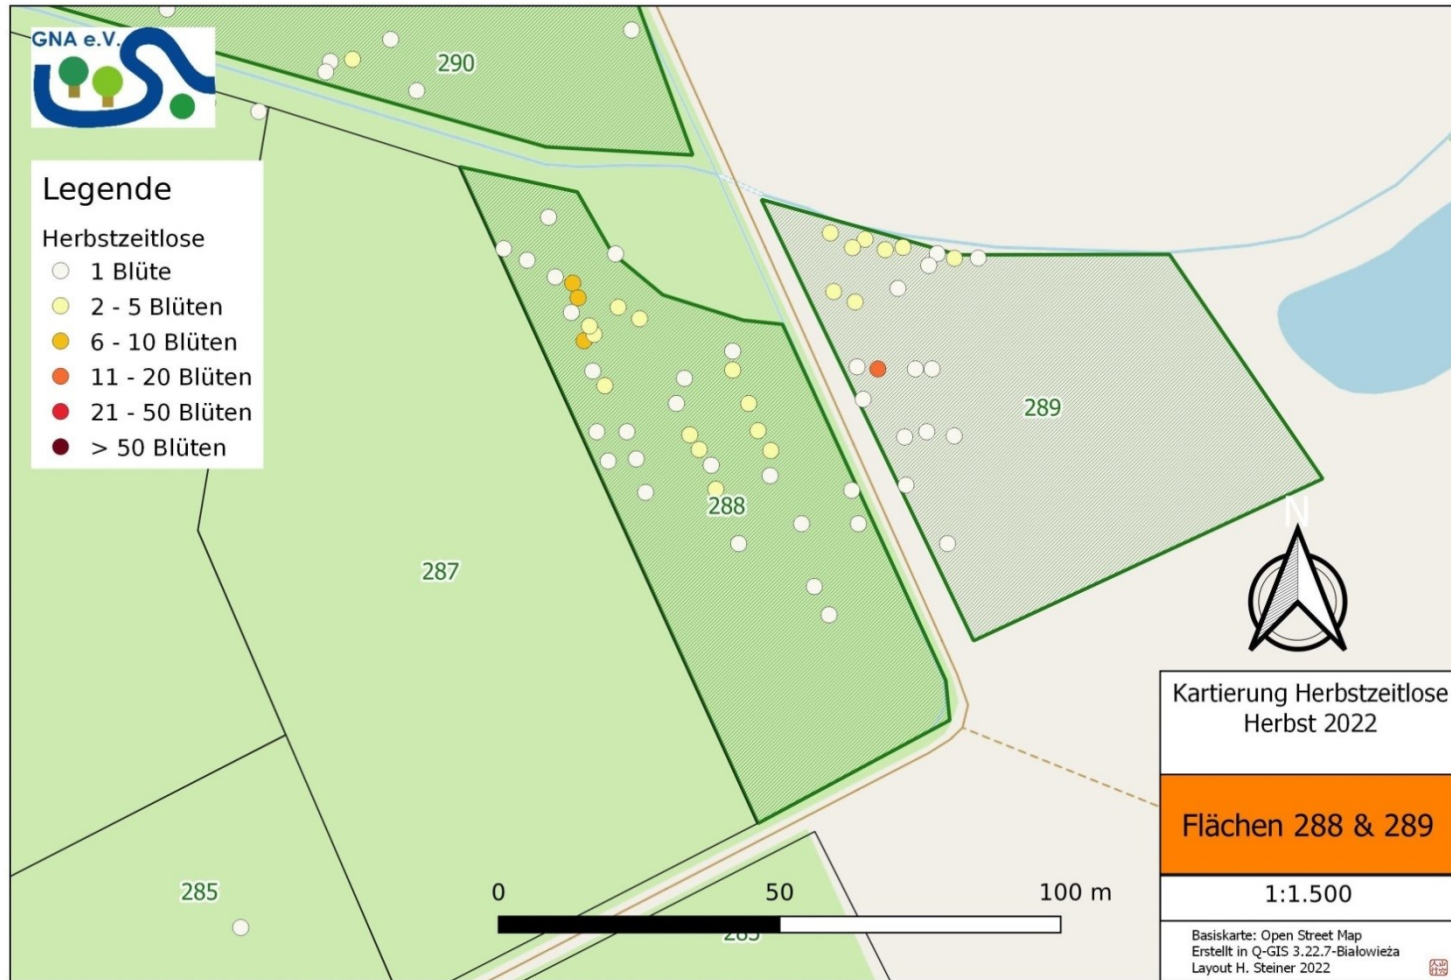 GNA e.V.
290
Legende
Herbstzeitlose
1 Blüte
2 - 5 Blüten
6 - 10 Blüten
11 - 20 Blüten
21 - 50 Blüten
> 50 Blüten
289
288
287
N
Kartierung Herbstzeitlose
Herbst 2022
Flächen 288 & 289
285
0 50 100 m
1:1.500
285
Basiskarte: Open Street Map
Erstellt in Q-GIS 3.22.7-Białowieża
Layout H. Steiner 2022